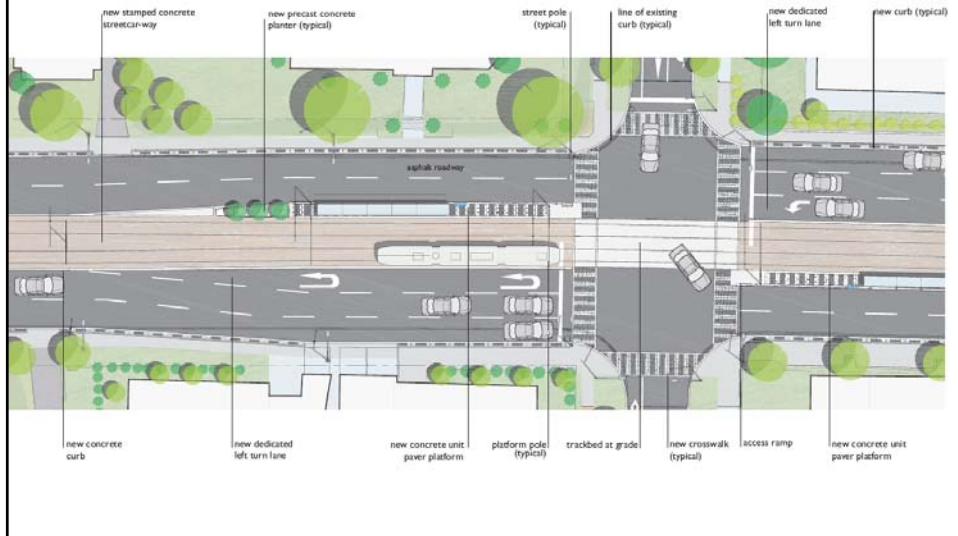 new stamped concrete
streetcar-way
new precast concrete
planter (typical)
street pole
(typical)
line of existing
curb (typical)
new dedicated
left turn lane
new curb (typical)
asphalt roadway
new concrete
curb
new dedicated
left turn lane
new concrete unit
paver platform
platform pole
(typical)
trackbed at grade
new crosswalk
(typical)
access ramp
new concrete unit
paver platform